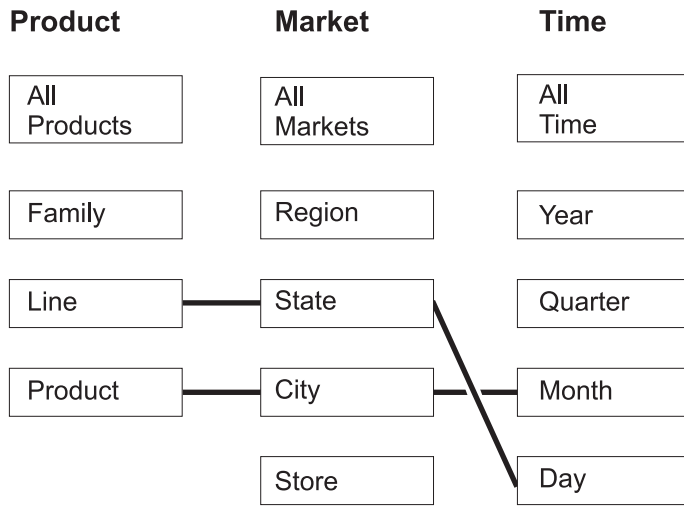 Product
Market
Time
All
Products
All
Markets
All
Time
Family
Region
Year
Line
State
Quarter
Product
City
Month
Store
Day